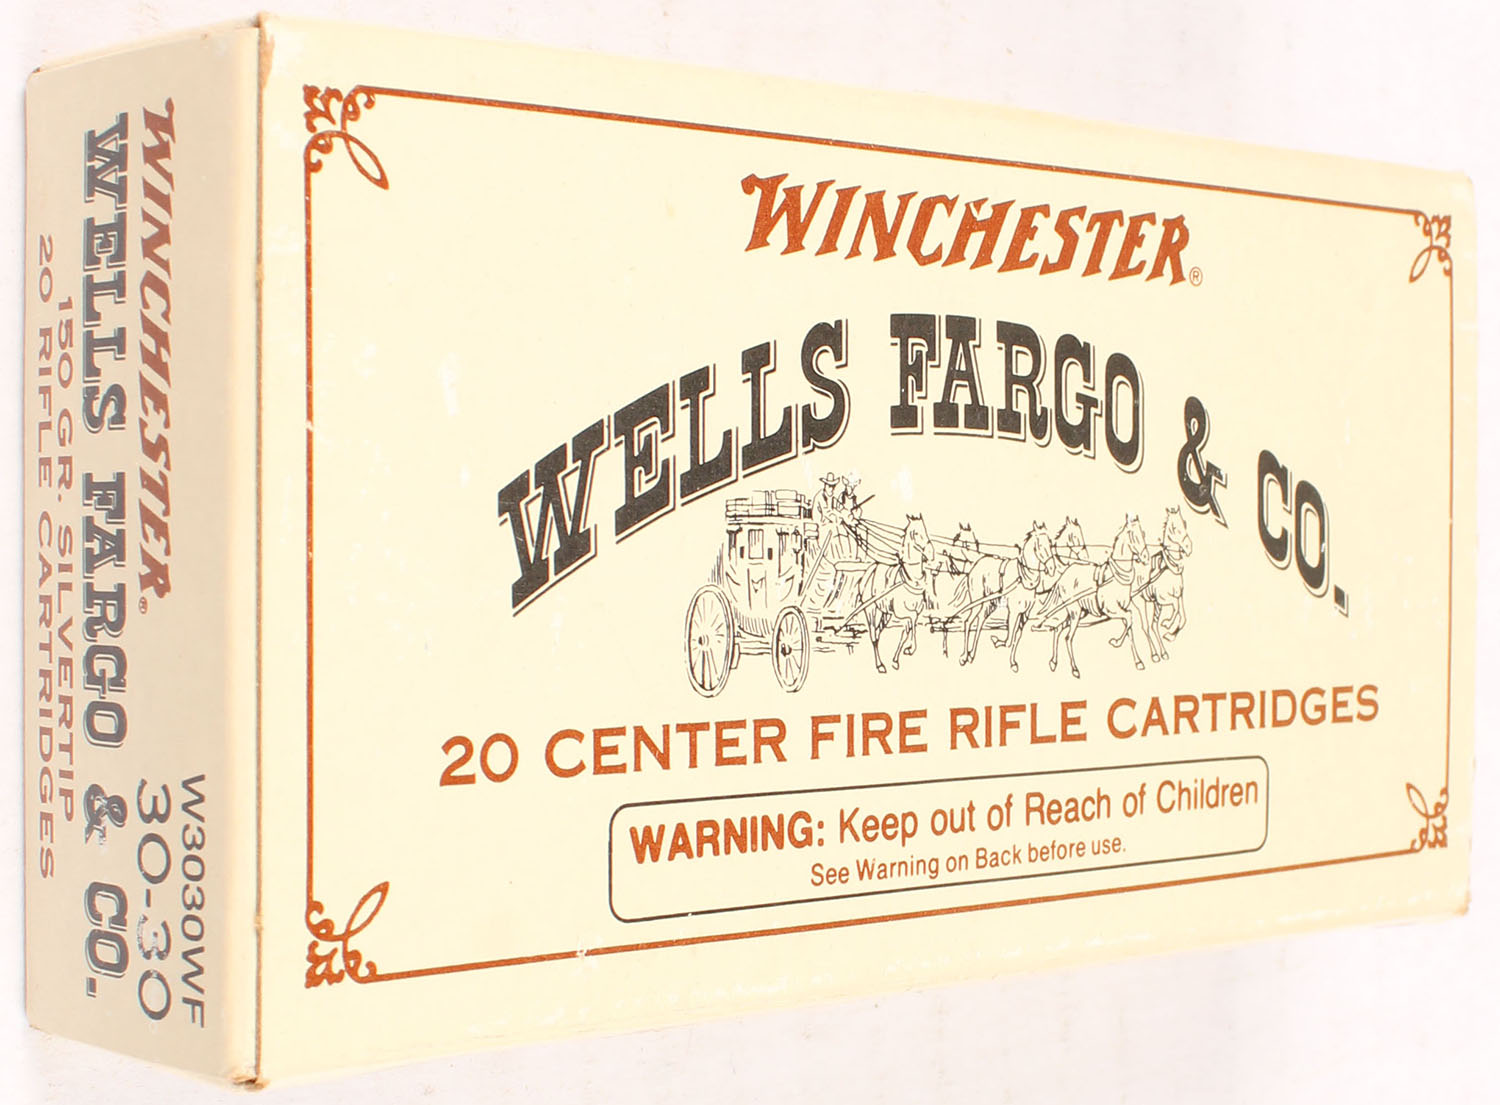 WINCHESTER®
WELLS FARGO & CO.
20 CENTER FIRE RIFLE CARTRIDGES
WARNING: Keep out of Reach of Children
See Warning on Back before use.
W3030WF
30-30
WINCHESTER®
WELLS FARGO & CO.
150 GR. SILVERTIP
20 RIFLE CARTRIDGES